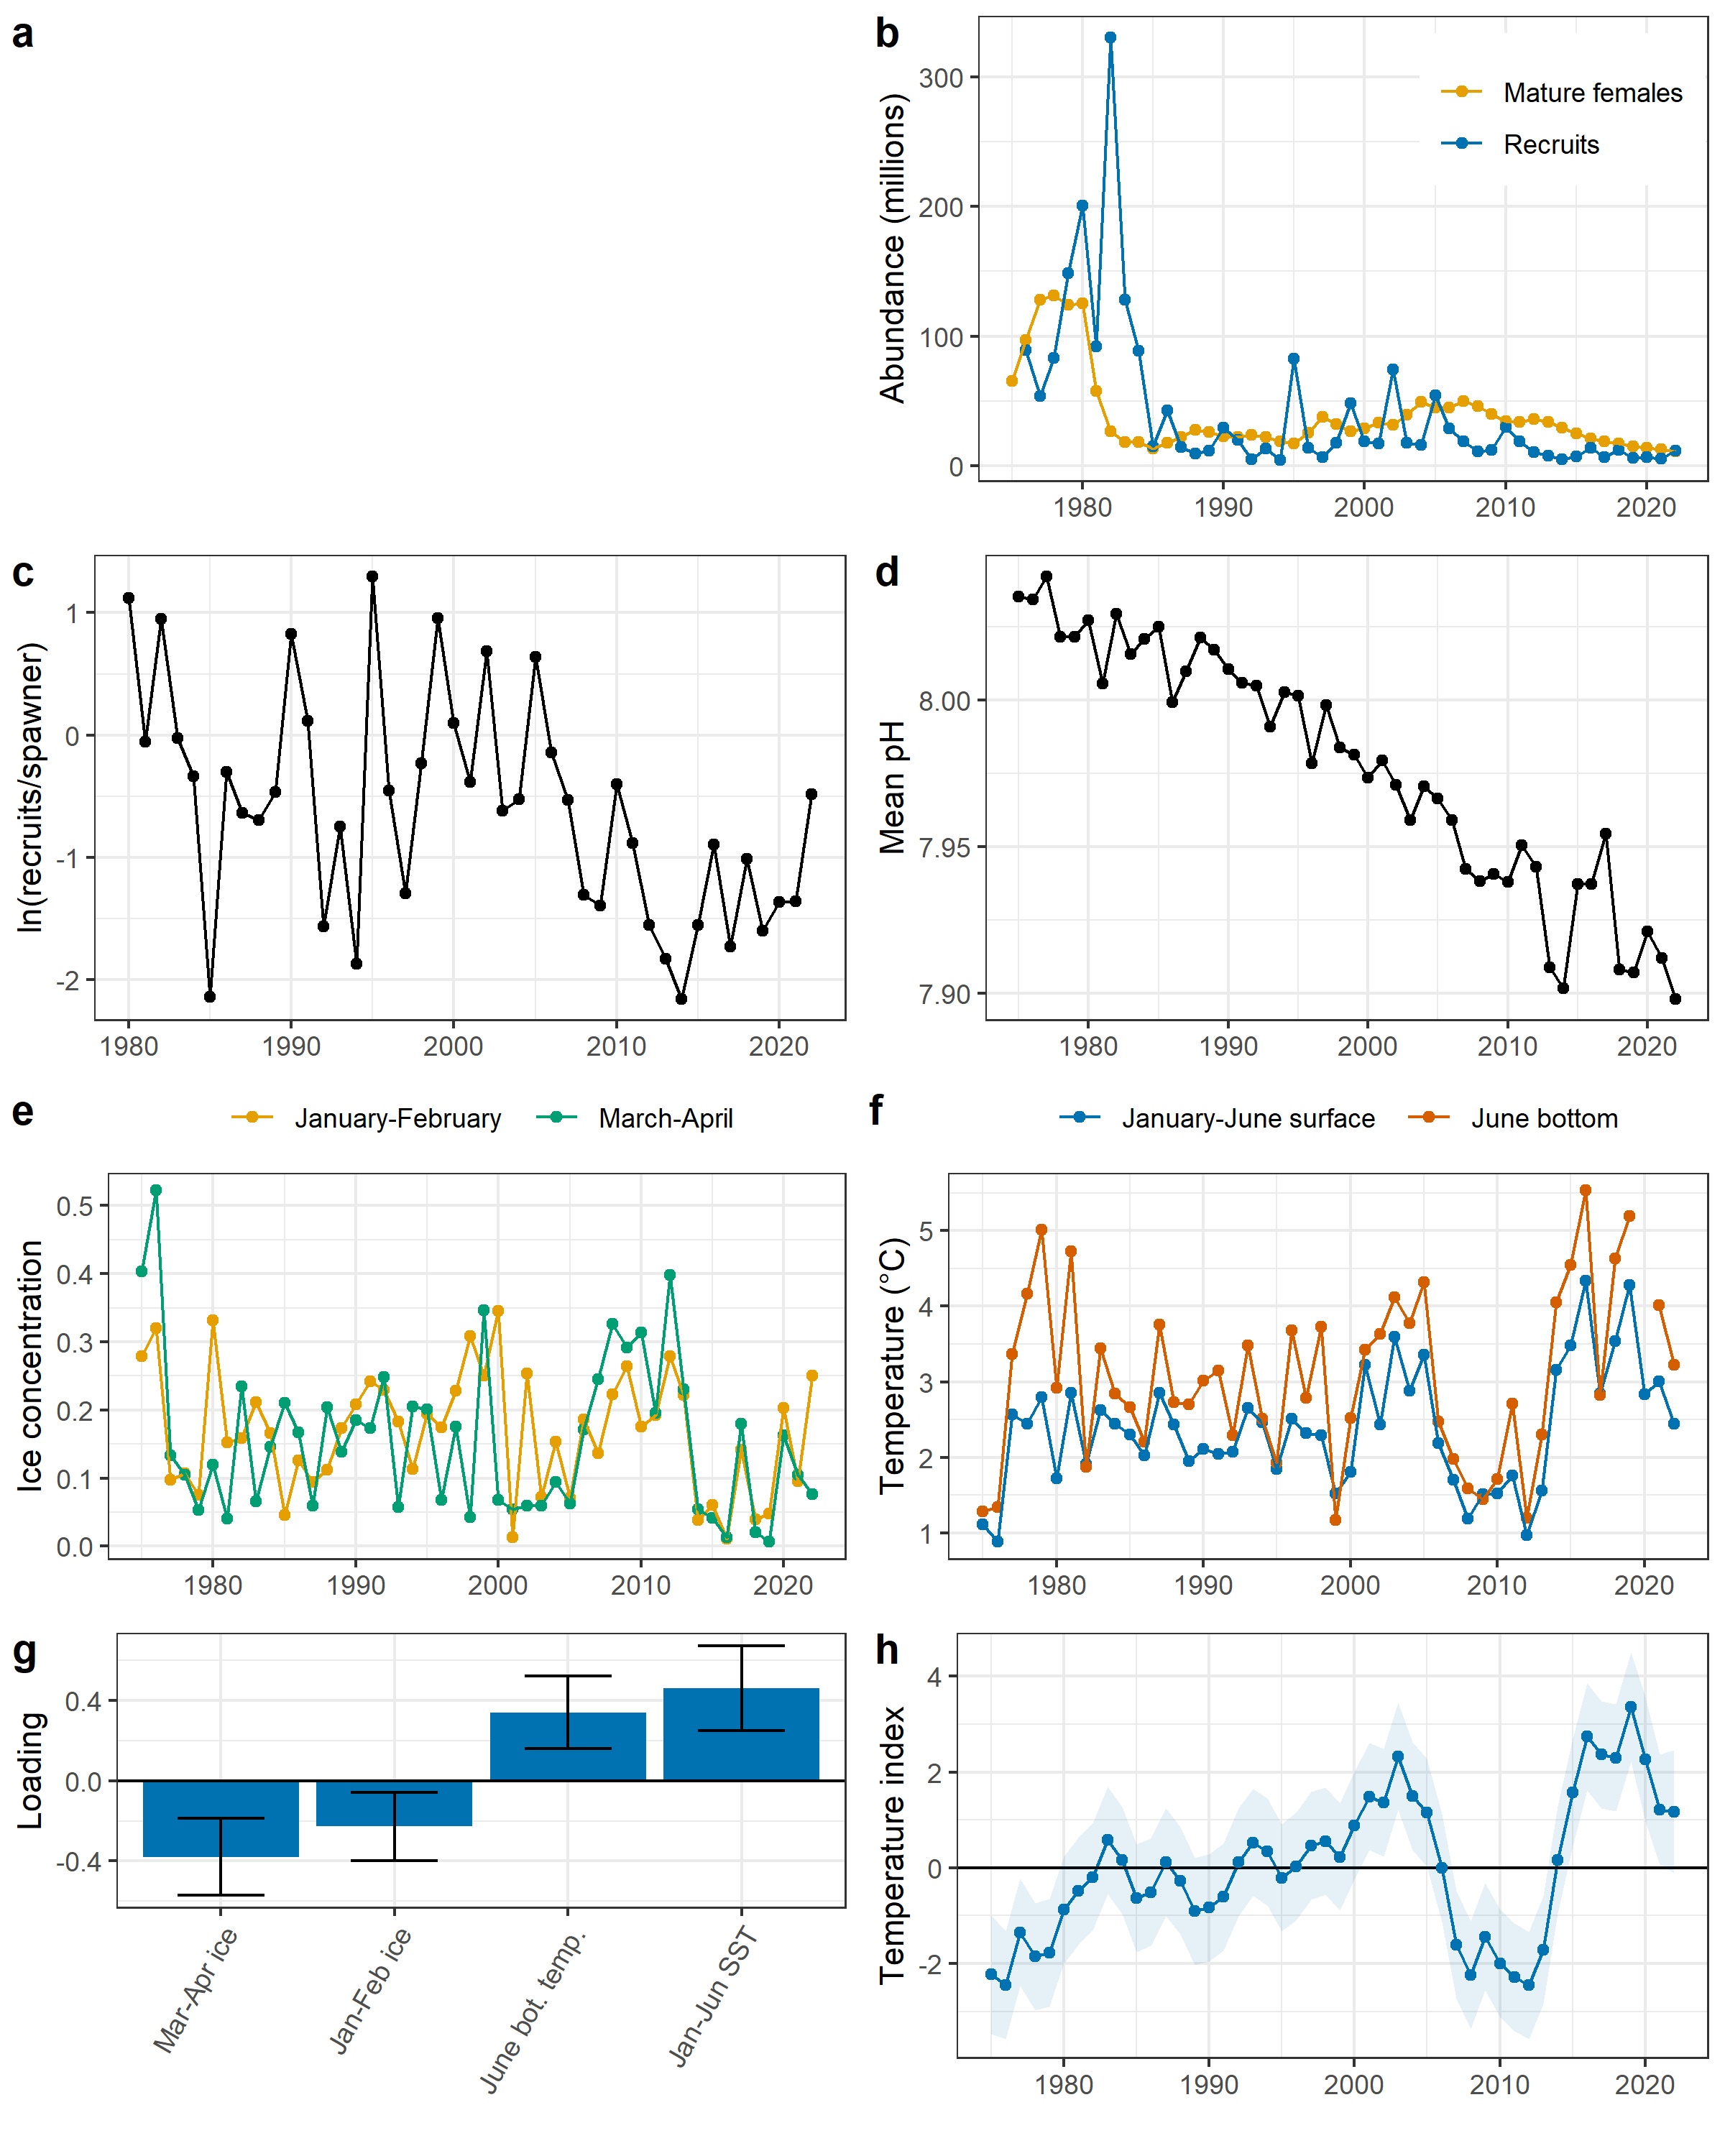 a
b
Abundance (millions)
300
200
100
0
Mature females
Recruits
1980 1990 2000 2010 2020
c
ln(recruits/spawner)
1
0
-1
-2
1980 1990 2000 2010 2020
d
Mean pH
8.00
7.95
7.90
1980 1990 2000 2010 2020
e
January-February March-April
Ice concentration
0.5
0.4
0.3
0.2
0.1
0.0
1980 1990 2000 2010 2020
f
January-June surface June bottom
Temperature (°C)
5
4
3
2
1
1980 1990 2000 2010 2020
g
Loading
0.4
0.0
-0.4
Mar-Apr ice
Jan-Feb ice
June bot. temp.
Jan-Jun SST
h
Temperature index
4
2
0
-2
1980 1990 2000 2010 2020